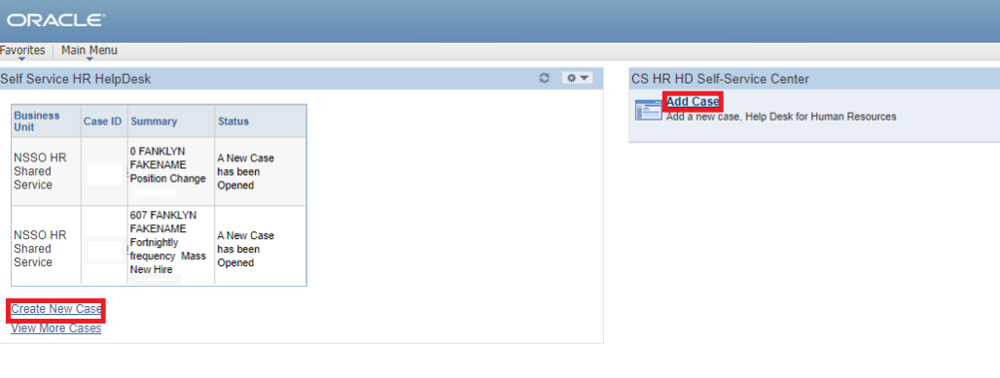 ORACLE
Favorites Main Menu
Self Service HR HelpDesk
Business Unit Case ID Summary Status
NSSO HR
Shared
Service
0 FANKLYN
FAKENAME
Position Change
A New Case
has been
Opened
NSSO HR
Shared
Service
607 FANKLYN
FAKENAME
Fortnightly
frequency Mass
New Hire
A New Case
has been
Opened
Create New Case
View More Cases
CS HR HD Self-Service Center
Add Case
Add a new case, Help Desk for Human Resources